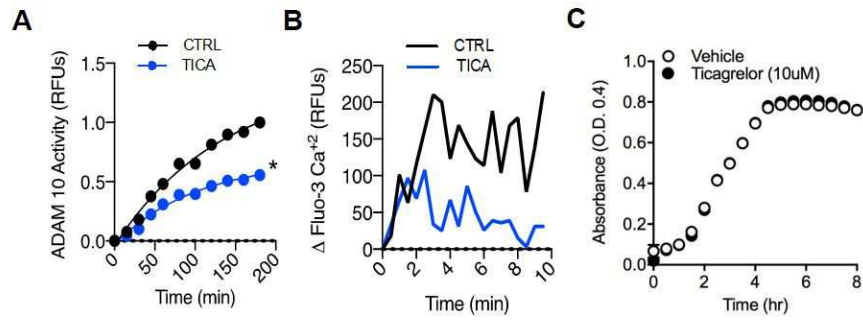 A
CTRL
TICA
ADAM 10 Activity (RFUs)
1.5
1.0
0.5
0.0
0 50 100 150 200
Time (min)
*
B
CTRL
TICA
Δ Fluo-3 Ca+2 (RFUs)
250
200
150
100
50
0
0 2 4 6 8 10
Time (min)
C
Vehicle
Ticagrelor (10uM)
Absorbance (O.D. 0.4)
1.0
0.8
0.6
0.4
0.2
0.0
0 2 4 6 8
Time (hr)